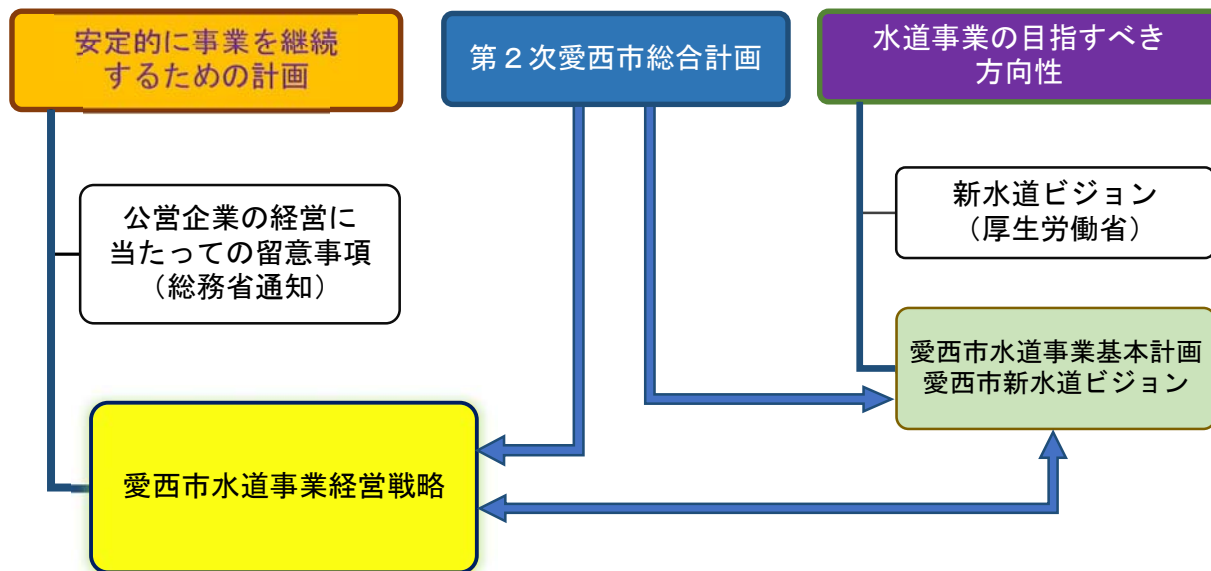 安定的に事業を継続
するための計画
第２次愛西市総合計画
水道事業の目指すべき
方向性
公営企業の経営に
当たっての留意事項
（総務省通知）
新水道ビジョン
（厚生労働省）
愛西市水道事業基本計画
愛西市新水道ビジョン
愛西市水道事業経営戦略